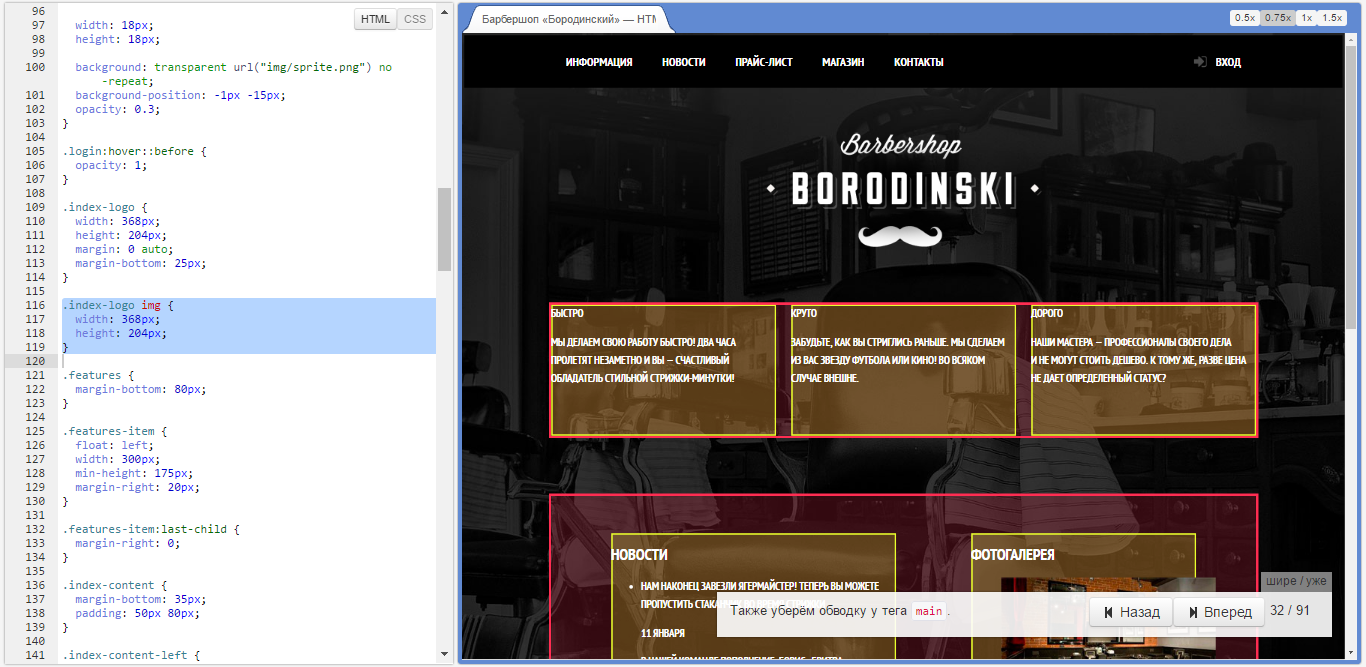 96
97 width: 18px;
98 height: 18px;
99
100 background: transparent url("img/sprite.png") no
-repeat;
101 background-position: -1px -15px;
102 opacity: 0.3;
103 }
104
105 .login:hover::before {
106 opacity: 1;
107 }
108
109 .index-logo {
110 width: 368px;
111 height: 204px;
112 margin: 0 auto;
113 margin-bottom: 25px;
114 }
115
116 .index-logo img {
117 width: 368px;
118 height: 204px;
119 }
120
121 .features {
122 margin-bottom: 80px;
123 }
124
125 .features-item {
126 float: left;
127 width: 300px;
128 min-height: 175px;
129 margin-right: 20px;
130 }
131
132 .features-item:last-child {
133 margin-right: 0;
134 }
135
136 .index-content {
137 margin-bottom: 35px;
138 padding: 50px 80px;
139 }
140
141 .index-content-left {
HTML CSS
Барбершоп «Бородинский» — HTM
0.5x 0.75x 1x 1.5x
ИНФОРМАЦИЯ НОВОСТИ ПРАЙС-ЛИСТ МАГАЗИН КОНТАКТЫ ВХОД
Barbershop
BORODINSKI
БЫСТРО
МЫ ДЕЛАЕМ СВОЮ РАБОТУ БЫСТРО! ДВА ЧАСА
ПРОЛЕТЯТ НЕЗАМЕТНО И ВЫ — СЧАСТЛИВЫЙ
ОБЛАДАТЕЛЬ СТИЛЬНОЙ СТРИЖКИ-МИНУТКИ!
КРУТО
ЗАБУДЬТЕ, КАК ВЫ СТРИГЛИСЬ РАНЬШЕ. МЫ СДЕЛАЕМ
ИЗ ВАС ЗВЕЗДУ ФУТБОЛА ИЛИ КИНО! ВО ВСЯКОМ
СЛУЧАЕ ВНЕШНЕ.
ДОРОГО
НАШИ МАСТЕРА — ПРОФЕССИОНАЛЫ СВОЕГО ДЕЛА
И НЕ МОГУТ СТОИТЬ ДЕШЕВО. К ТОМУ ЖЕ, РАЗВЕ ЦЕНА
НЕ ДАЕТ ОПРЕДЕЛЕННЫЙ СТАТУС?
НОВОСТИ
НАМ НАКОНЕЦ ЗАВЕЗЛИ ЯГЕРМАЙСТЕР! ТЕПЕРЬ ВЫ МОЖЕТЕ
ПРОПУСТИТЬ
11 ЯНВАРЯ
ФОТОГАЛЕРЕЯ
шире / уже
Также уберём обводку у тега main.
Назад Вперед 32 / 91